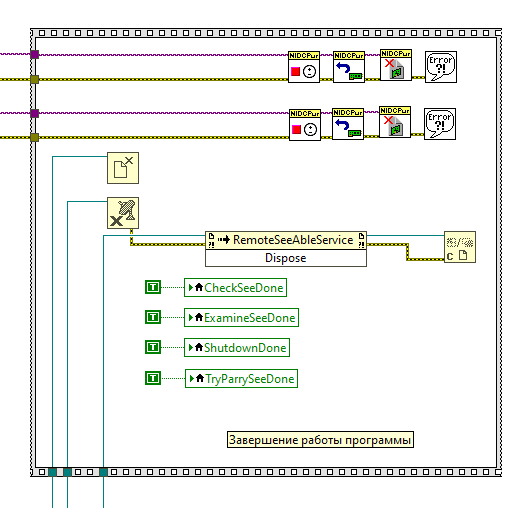 NIDCPur NIDCPur NIDCPur Error
?!
NIDCPur NIDCPur NIDCPur Error
?!
?! RemoteSeeAbleService ?!
Dispose
C
T CheckSeeDone
T ExamineSeeDone
T ShutdownDone
T TryParrySeeDone
Завершение работы программы